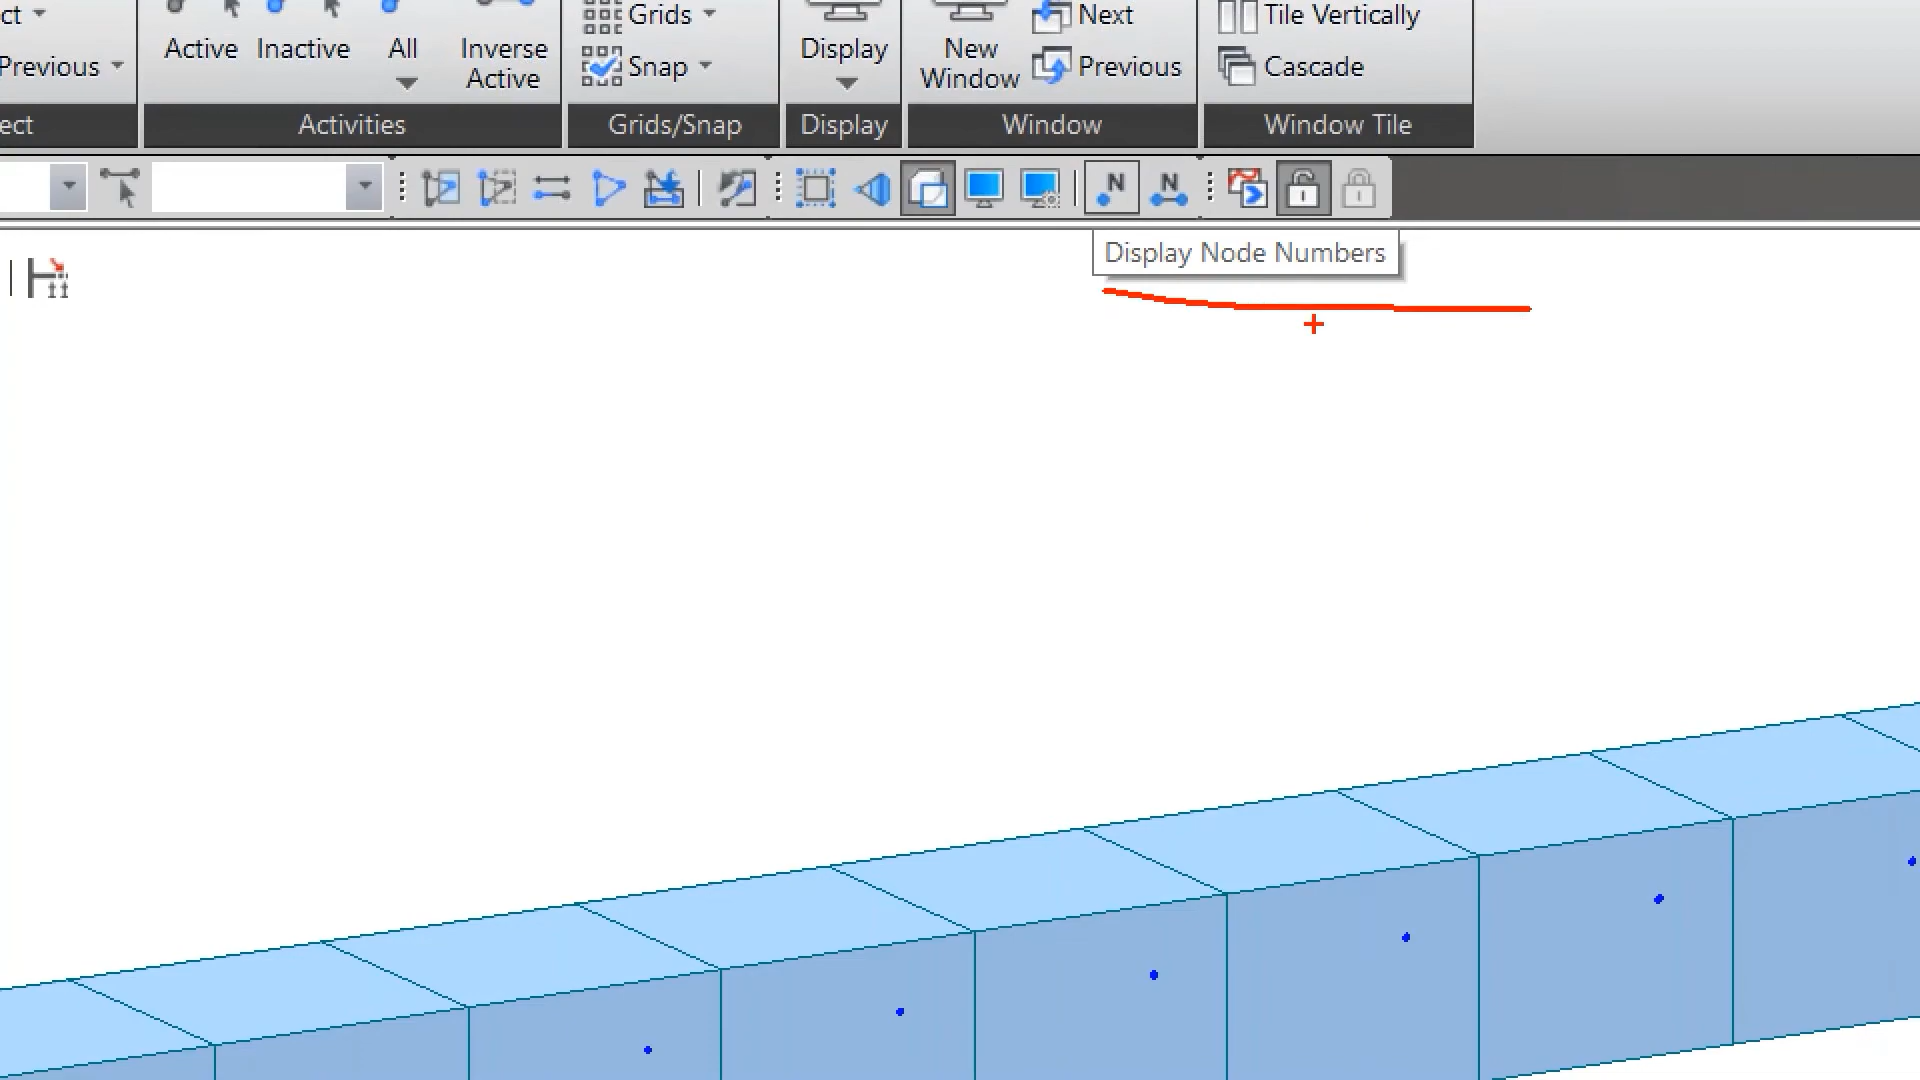 ct
Grids
Next
Tile Vertically
Previous
Active
Inactive
All
Inverse
Active
Snap
Display
New
Window
Previous
Cascade
ect
Activities
Grids/Snap
Display
Window
Window Tile
N
N
Display Node Numbers